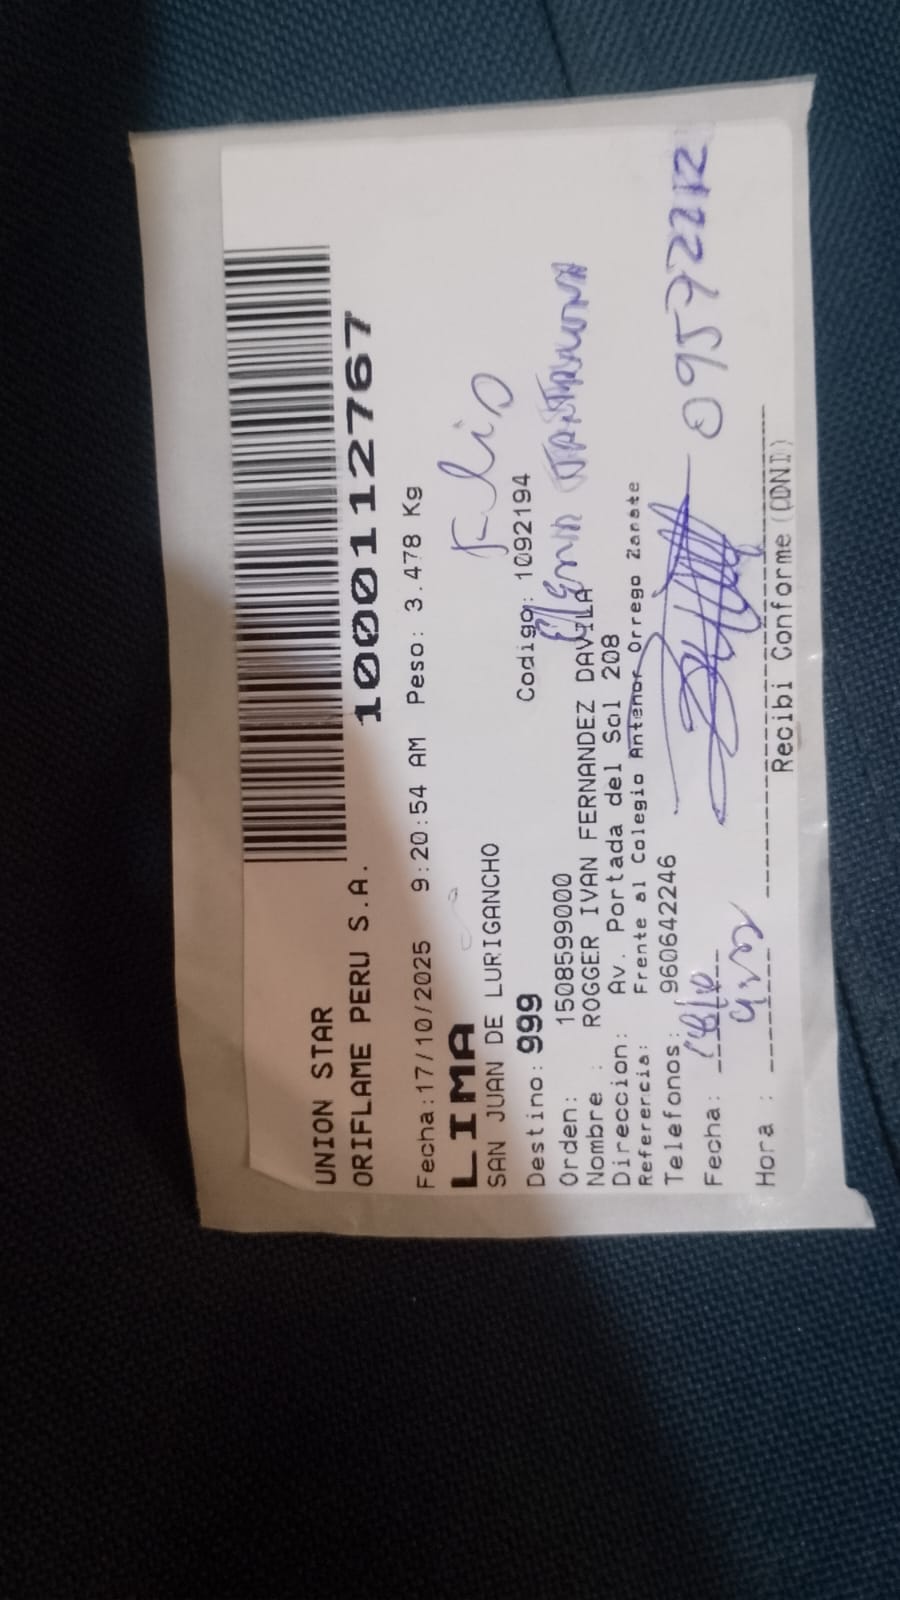 UNION STAR
ORIFLAME PERU S.A.
1000112767
Fecha:17/10/2025 9:20:54 AM Peso: 3.478 Kg
LIMA
SAN JUAN DE LURIGANCHO
Destino: 999 Codigo: 1092194
Orden: 1508599000
Nombre : ROGGER IVAN FERNANDEZ DAVILA
Direccion: Av. Portada del Sol 208
Referencia: Frente al Colegio Antenor Orrego Zarate
Telefonos: 960642246
Fecha:
Hora :
Recibi Conforme (DNI)